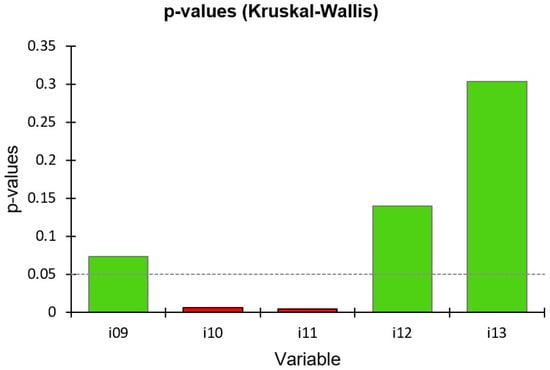 p-values (Kruskal-Wallis)
0.35
0.3
0.25
0.2
0.15
0.1
0.05
0
p-values
i09 i10 i11 i12 i13
Variable